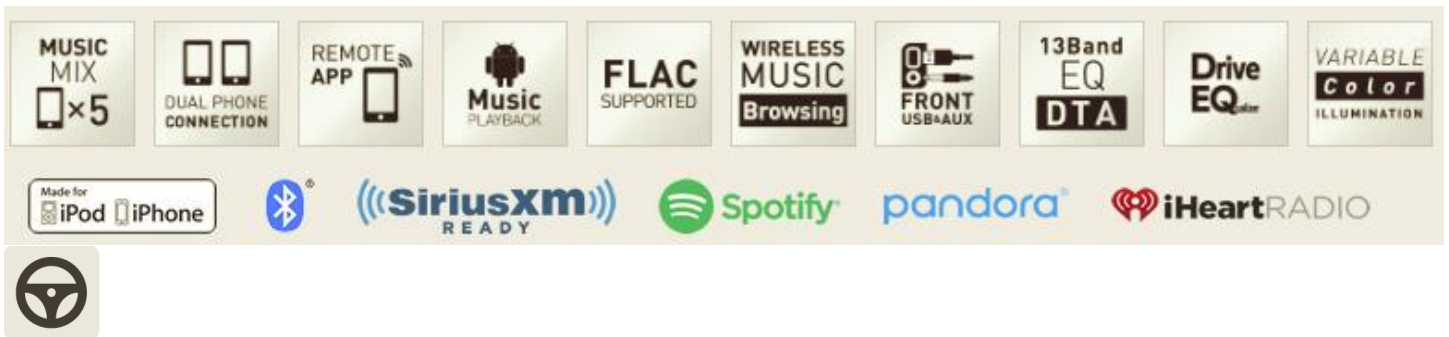 MUSIC
MIX
×5
DUAL PHONE
CONNECTION
REMOTE
APP
Music
PLAYBACK
FLAC
SUPPORTED
WIRELESS
MUSIC
Browsing
FRONT
USB&AUX
13Band
EQ
DTA
Drive
EQ
VARIABLE
Color
ILLUMINATION
Made for
iPod iPhone
®
((SiriusXM))
READY
Spotify
pandora®
iHeartRADIO